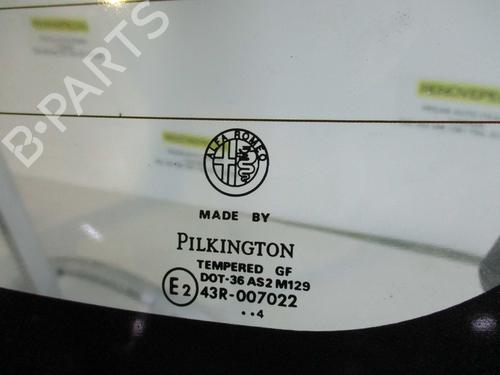 B-PARTS
ALFA ROMEO
MADE BY
PILKINGTON
TEMPERED GF
DOT-36 AS2 M129
E2 43R-007022
..4